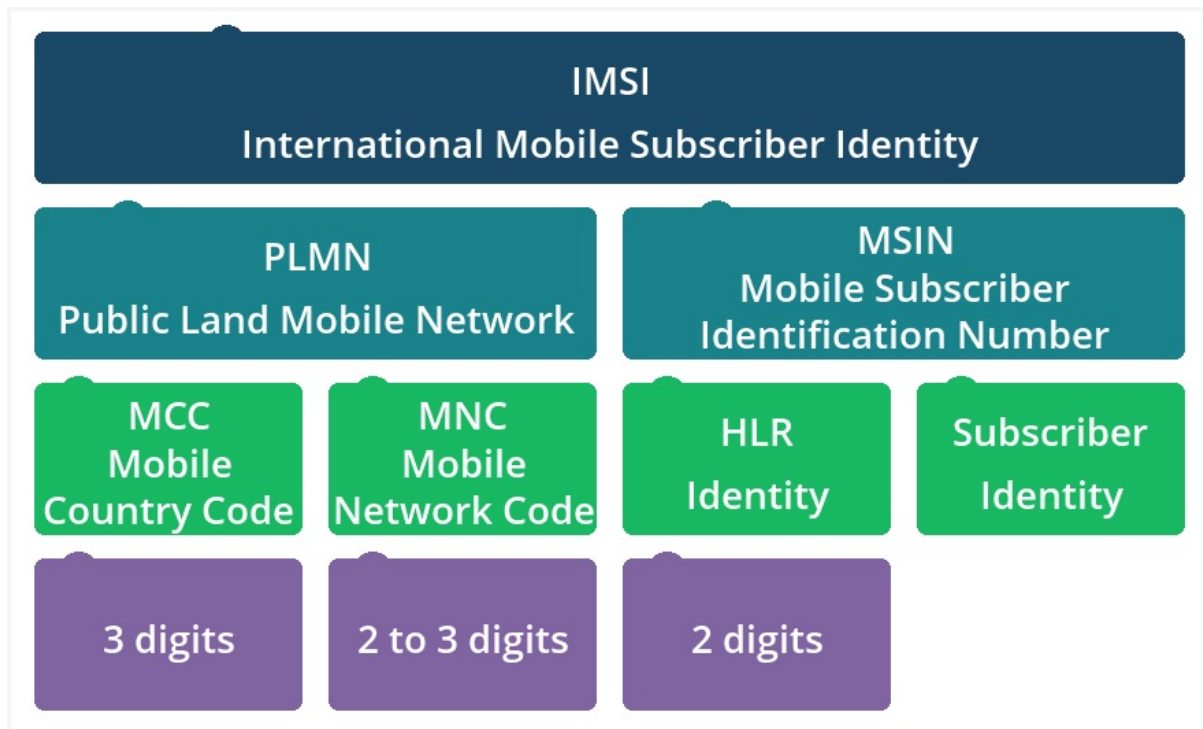 IMSI
International Mobile Subscriber Identity
PLMN
Public Land Mobile Network
MSIN
Mobile Subscriber
Identification Number
MCC
Mobile
Country Code
MNC
Mobile
Network Code
HLR
Identity
Subscriber
Identity
3 digits
2 to 3 digits
2 digits